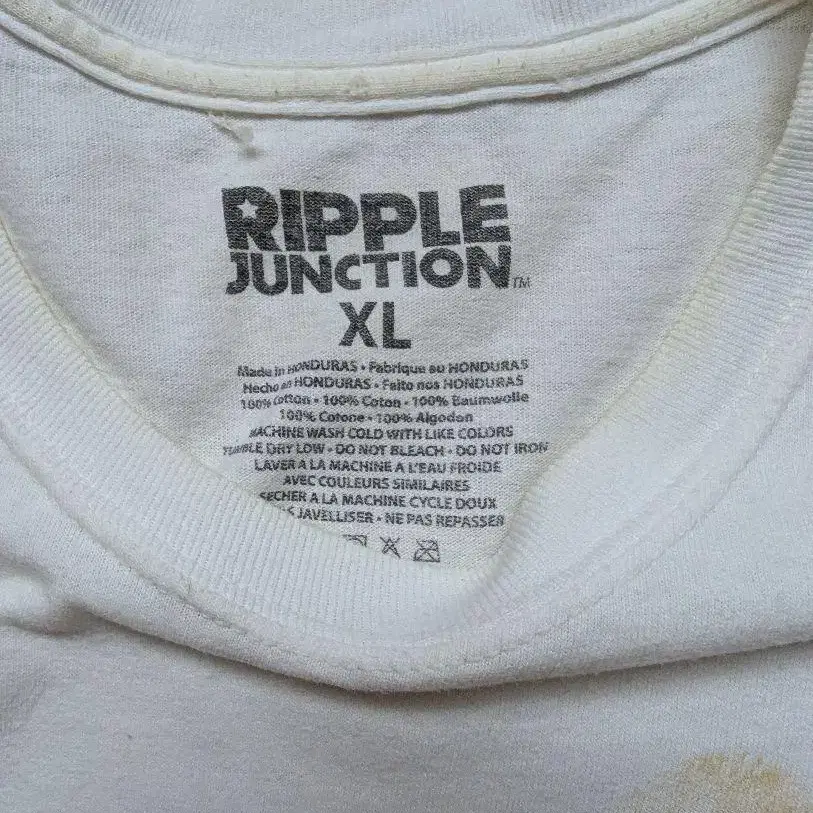 RIPPLE
JUNCTION™
XL
Made in HONDURAS • Fabrique au HONDURAS
Hecho en HONDURAS • Feito nos HONDURAS
100% Cotton • 100% Coton • 100% Baumwolle
100% Cotone • 100% Algodon
MACHINE WASH COLD WITH LIKE COLORS
TUMBLE DRY LOW • DO NOT BLEACH • DO NOT IRON
LAVER A LA MACHINE A L'EAU FROIDE
AVEC COULEURS SIMILAIRES
SECHER A LA MACHINE CYCLE DOUX
JAVELLISER • NE PAS REPASSER